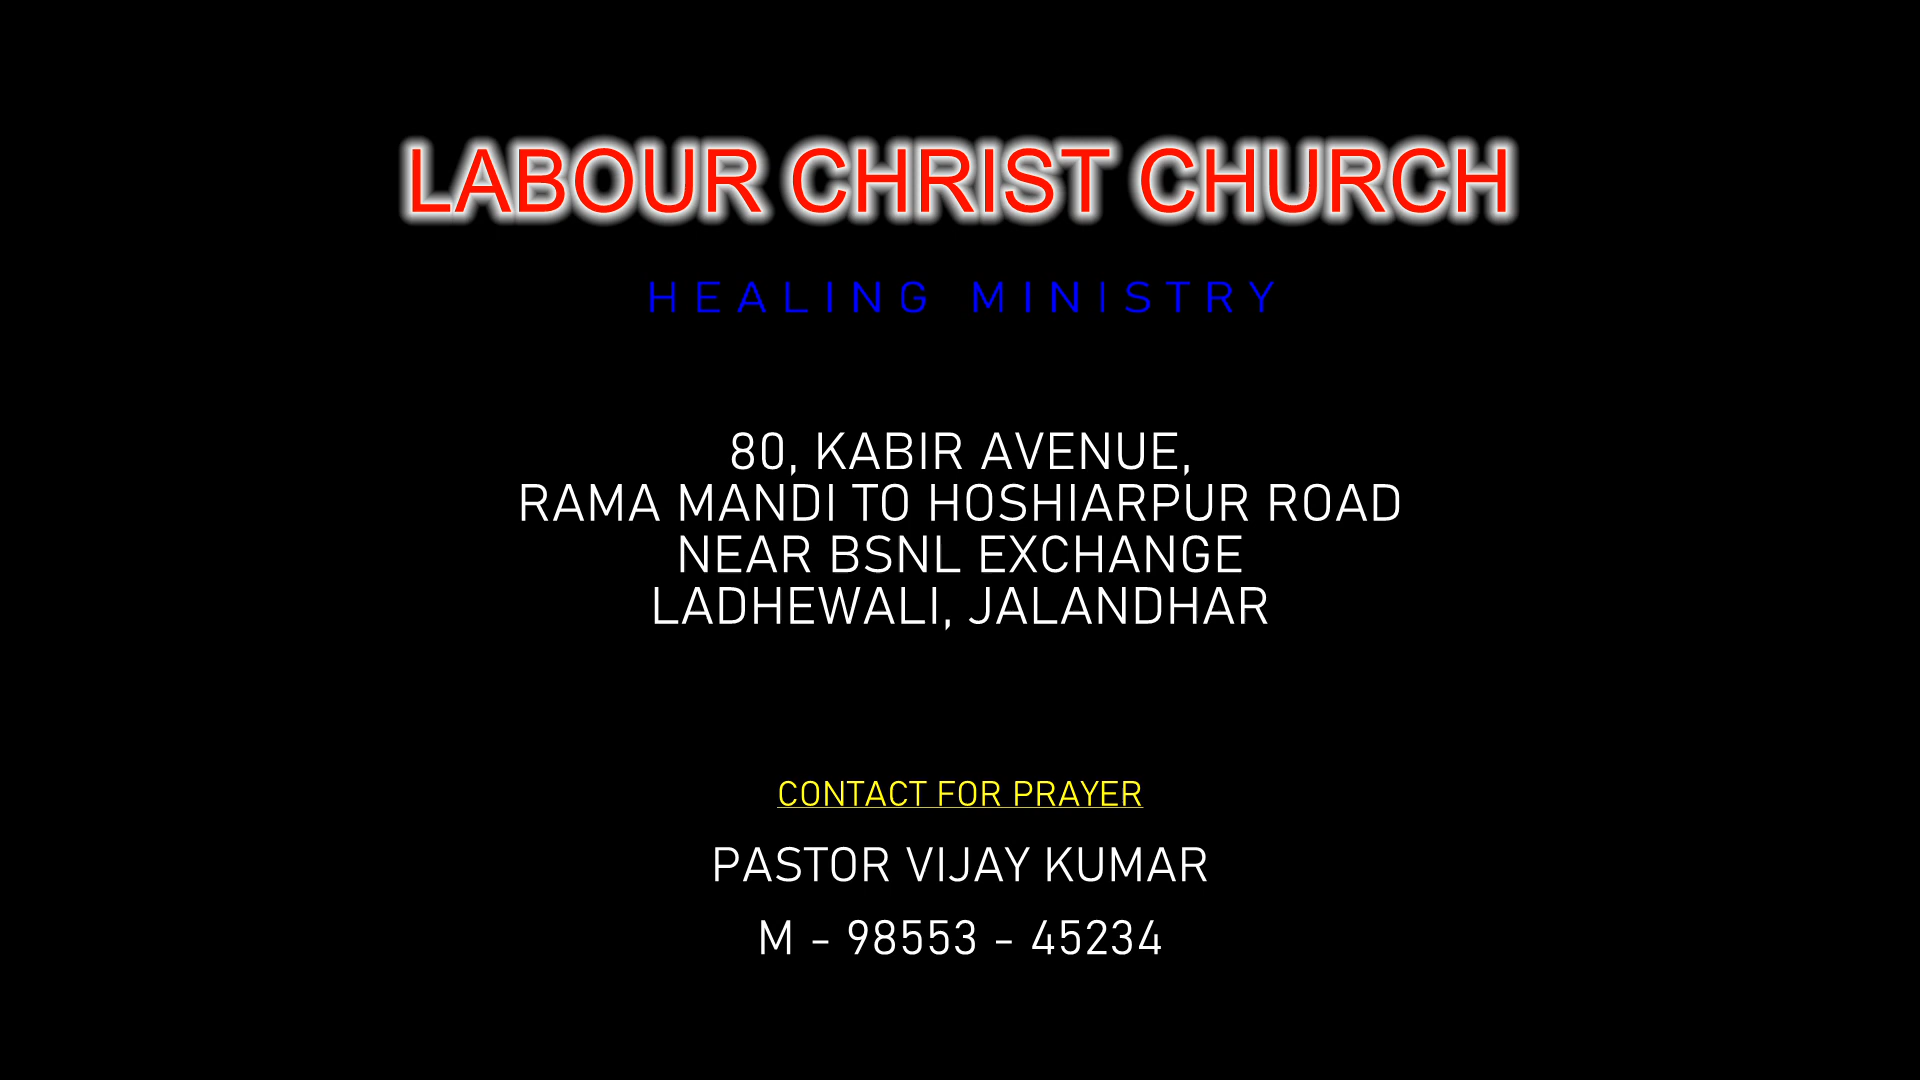 LABOUR CHRIST CHURCH
HEALING MINISTRY
80, KABIR AVENUE,
RAMA MANDI TO HOSHIARPUR ROAD
NEAR BSNL EXCHANGE
LADHEWALI, JALANDHAR
CONTACT FOR PRAYER
PASTOR VIJAY KUMAR
M - 98553 - 45234